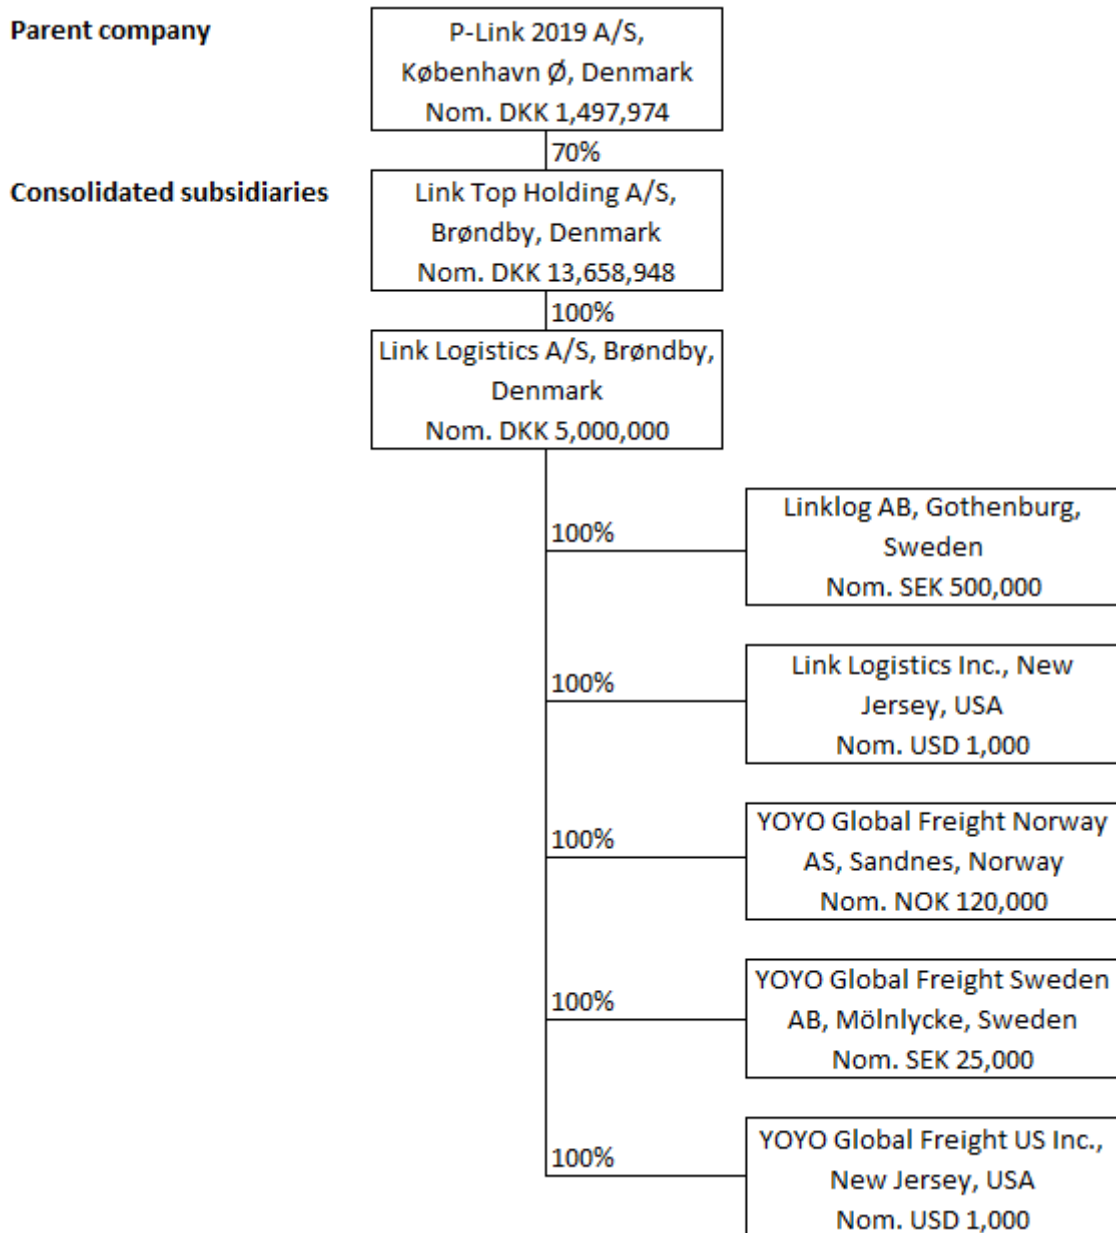 Parent company
P-Link 2019 A/S,
København Ø, Denmark
Nom. DKK 1,497,974
70%
Consolidated subsidiaries
Link Top Holding A/S,
Brøndby, Denmark
Nom. DKK 13,658,948
100%
Link Logistics A/S, Brøndby,
Denmark
Nom. DKK 5,000,000
100%
Linklog AB, Gothenburg,
Sweden
Nom. SEK 500,000
100%
Link Logistics Inc., New
Jersey, USA
Nom. USD 1,000
100%
YOYO Global Freight Norway
AS, Sandnes, Norway
Nom. NOK 120,000
100%
YOYO Global Freight Sweden
AB, Mölnlycke, Sweden
Nom. SEK 25,000
100%
YOYO Global Freight US Inc.,
New Jersey, USA
Nom. USD 1,000